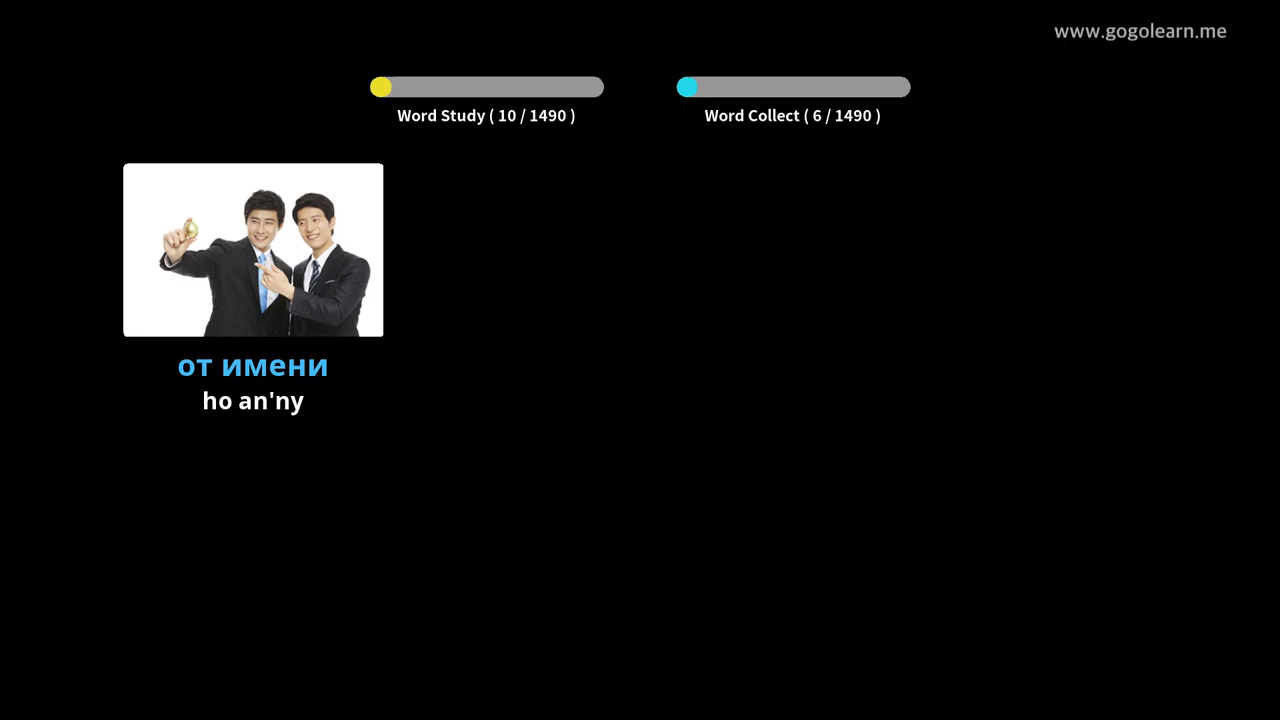 www.gogolearn.me
Word Study ( 10 / 1490 )
Word Collect ( 6 / 1490 )
от имени
ho an'ny